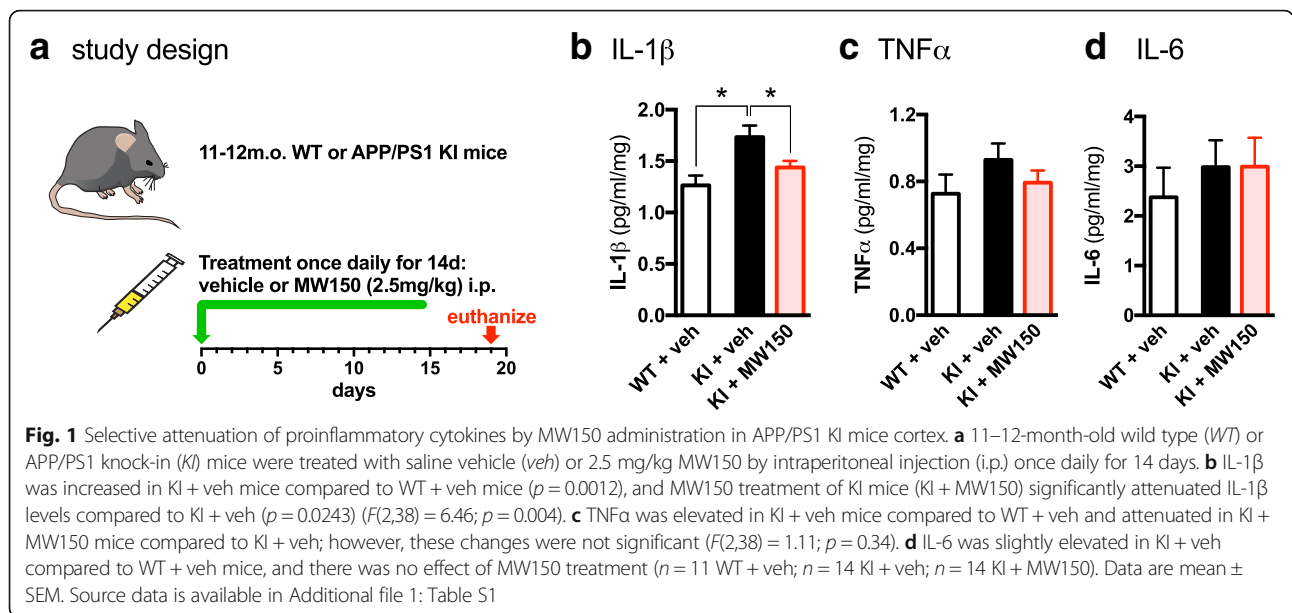 a study design
11-12m.o. WT or APP/PS1 KI mice
Treatment once daily for 14d:
vehicle or MW150 (2.5mg/kg) i.p.
euthanize
0 5 10 15 20
days
b IL-1β
* *
IL-1β (pg/ml/mg)
2.0
1.5
1.0
0.5
0.0
WT + veh
KI + veh
KI + MW150
c TNFα
TNFα (pg/ml/mg)
1.2
0.8
0.4
0.0
WT + veh
KI + veh
KI + MW150
d IL-6
IL-6 (pg/ml/mg)
4
3
2
1
0
WT + veh
KI + veh
KI + MW150
Fig. 1 Selective attenuation of proinflammatory cytokines by MW150 administration in APP/PS1 KI mice cortex. a 11–12-month-old wild type (WT) or
APP/PS1 knock-in (KI) mice were treated with saline vehicle (veh) or 2.5 mg/kg MW150 by intraperitoneal injection (i.p.) once daily for 14 days. b IL-1β
was increased in KI + veh mice compared to WT + veh mice (p = 0.0012), and MW150 treatment of KI mice (KI + MW150) significantly attenuated IL-1β
levels compared to KI + veh (p = 0.0243) (F(2,38) = 6.46; p = 0.004). c TNFα was elevated in KI + veh mice compared to WT + veh and attenuated in KI +
MW150 mice compared to KI + veh; however, these changes were not significant (F(2,38) = 1.11; p = 0.34). d IL-6 was slightly elevated in KI + veh
compared to WT + veh mice, and there was no effect of MW150 treatment (n = 11 WT + veh; n = 14 KI + veh; n = 14 KI + MW150). Data are mean ±
SEM. Source data is available in Additional file 1: Table S1